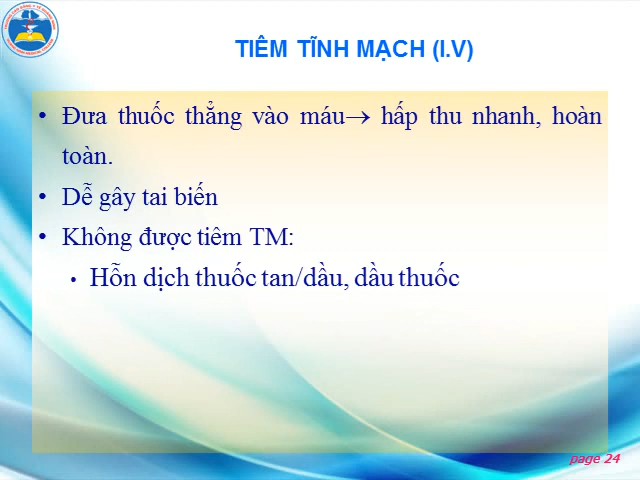 TIÊM TĨNH MẠCH (I.V)
• Đưa thuốc thẳng vào máu→ hấp thu nhanh, hoàn
toàn.
• Dễ gây tai biến
• Không được tiêm TM:
• Hỗn dịch thuốc tan/dầu, dầu thuốc
page 24